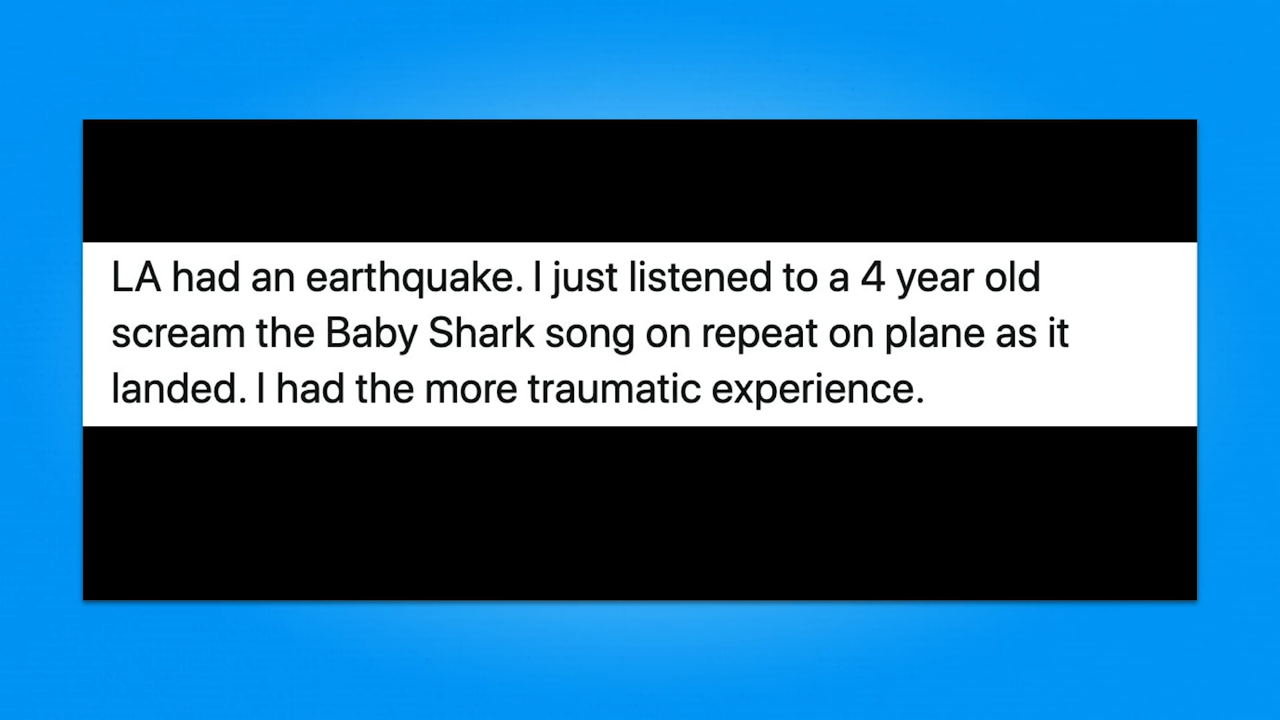 LA had an earthquake. I just listened to a 4 year old
scream the Baby Shark song on repeat on plane as it
landed. I had the more traumatic experience.